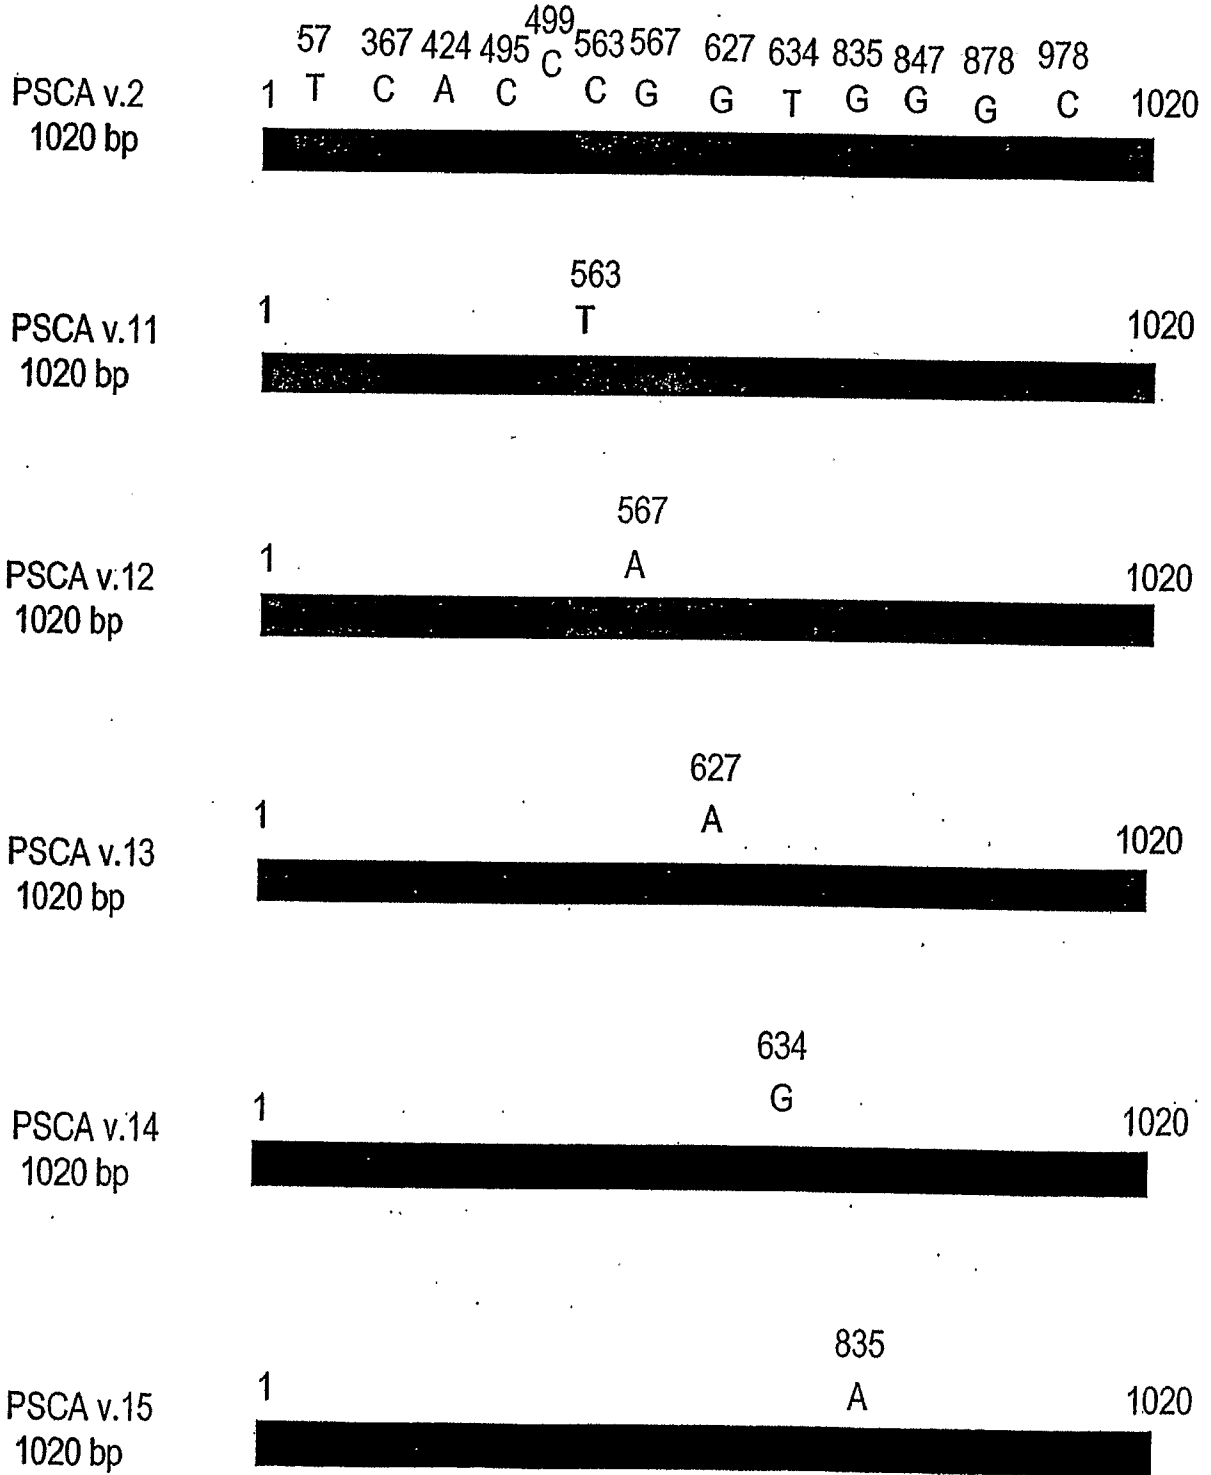 57 367 424 495 499 563 567 627 634 835 847 878 978
PSCA v.2 1 T C A C C C G G T G G G C 1020
1020 bp
563
PSCA v.11 1 T 1020
1020 bp
567
PSCA v.12 1 A 1020
1020 bp
627
PSCA v.13 1 A 1020
1020 bp
634
PSCA v.14 1 G 1020
1020 bp
835
PSCA v.15 1 A 1020
1020 bp